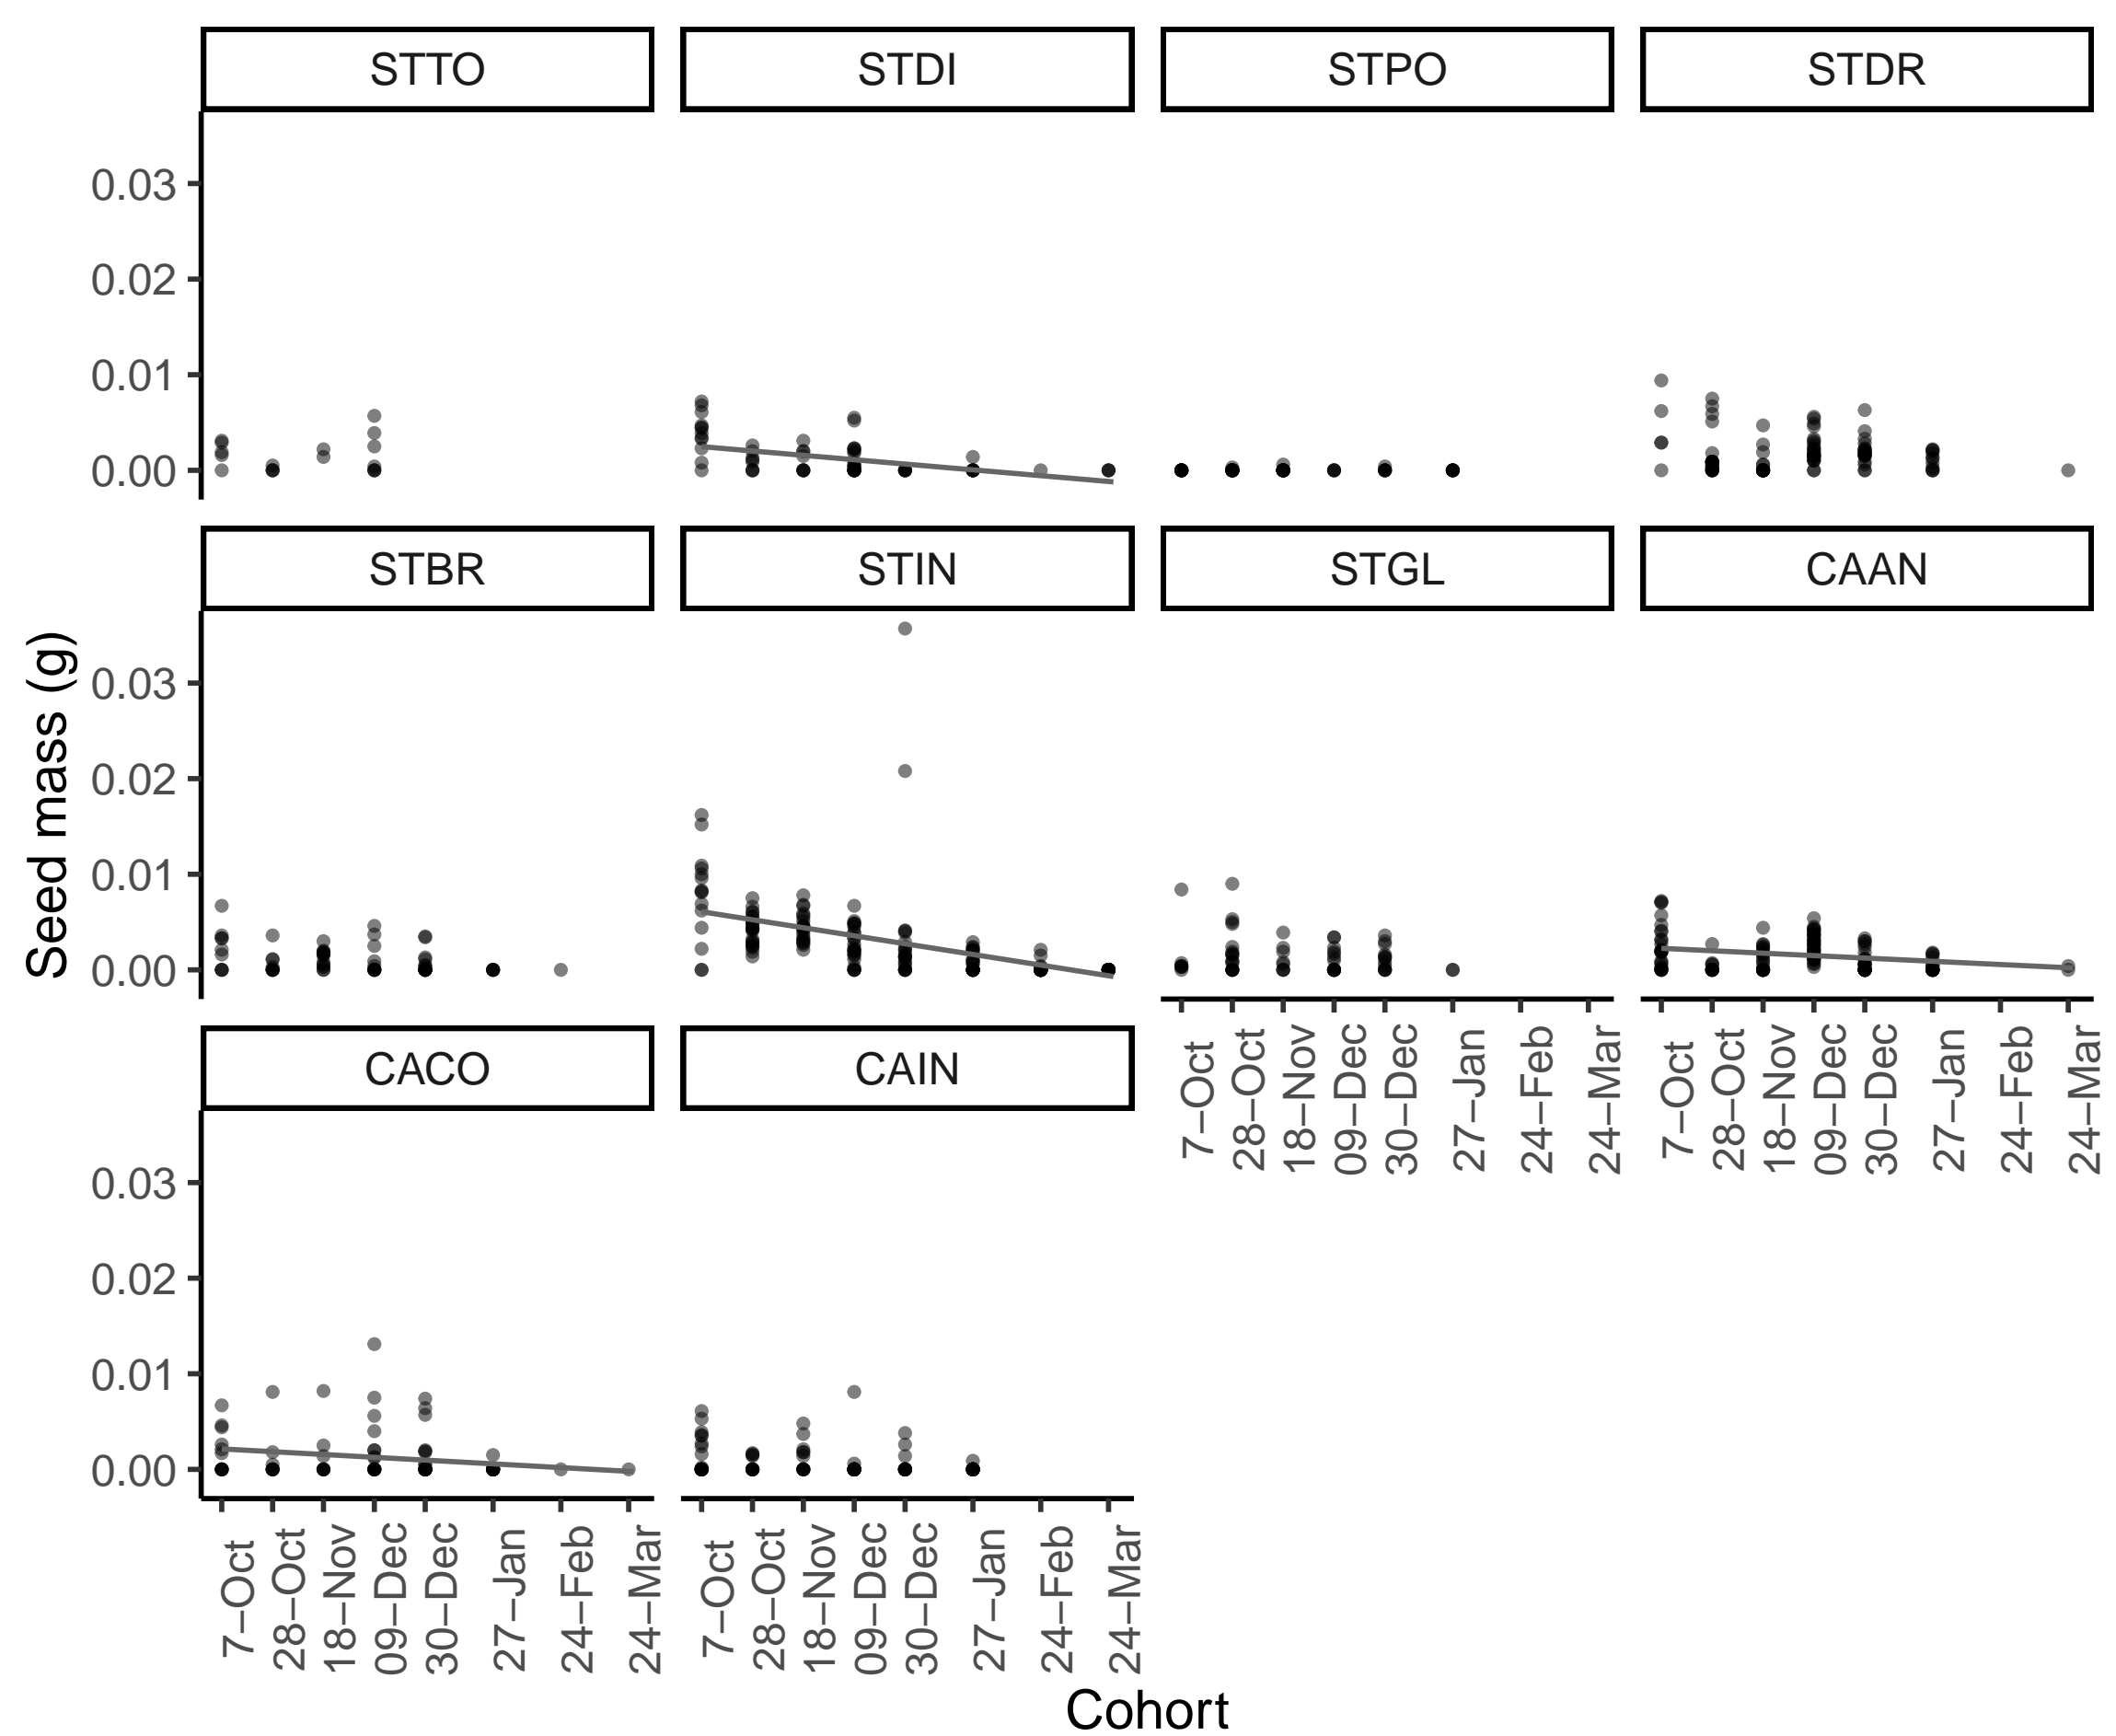 STTO STDI STPO STDR
0.03
0.02
0.01
0.00
STBR STIN STGL CAAN
Seed mass (g)
0.03
0.02
0.01
0.00
7–Oct 28–Oct 18–Nov 09–Dec 30–Dec 27–Jan 24–Feb 24–Mar 7–Oct 28–Oct 18–Nov 09–Dec 30–Dec 27–Jan 24–Feb 24–Mar
CACO CAIN
0.03
0.02
0.01
0.00
7–Oct 28–Oct 18–Nov 09–Dec 30–Dec 27–Jan 24–Feb 24–Mar 7–Oct 28–Oct 18–Nov 09–Dec 30–Dec 27–Jan 24–Feb 24–Mar
Cohort